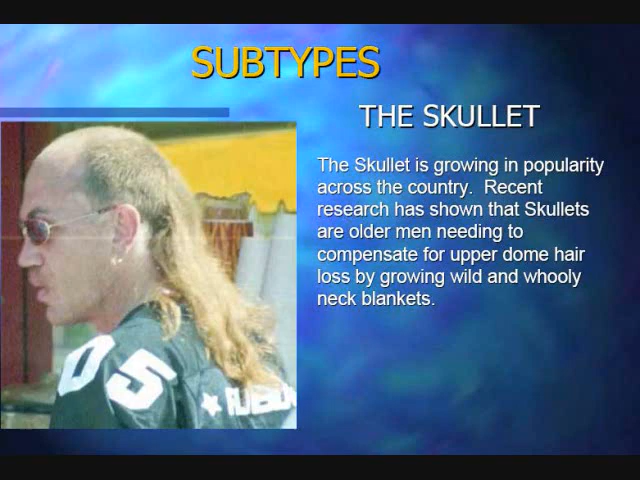 SUBTYPES
THE SKULLET
The Skullet is growing in popularity
across the country. Recent
research has shown that Skullets
are older men needing to
compensate for upper dome hair
loss by growing wild and whooly
neck blankets.
05